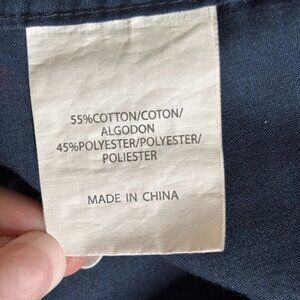 55%COTTON/COTON/
ALGODON
45%POLYESTER/POLYESTER/
POLIESTER
MADE IN CHINA